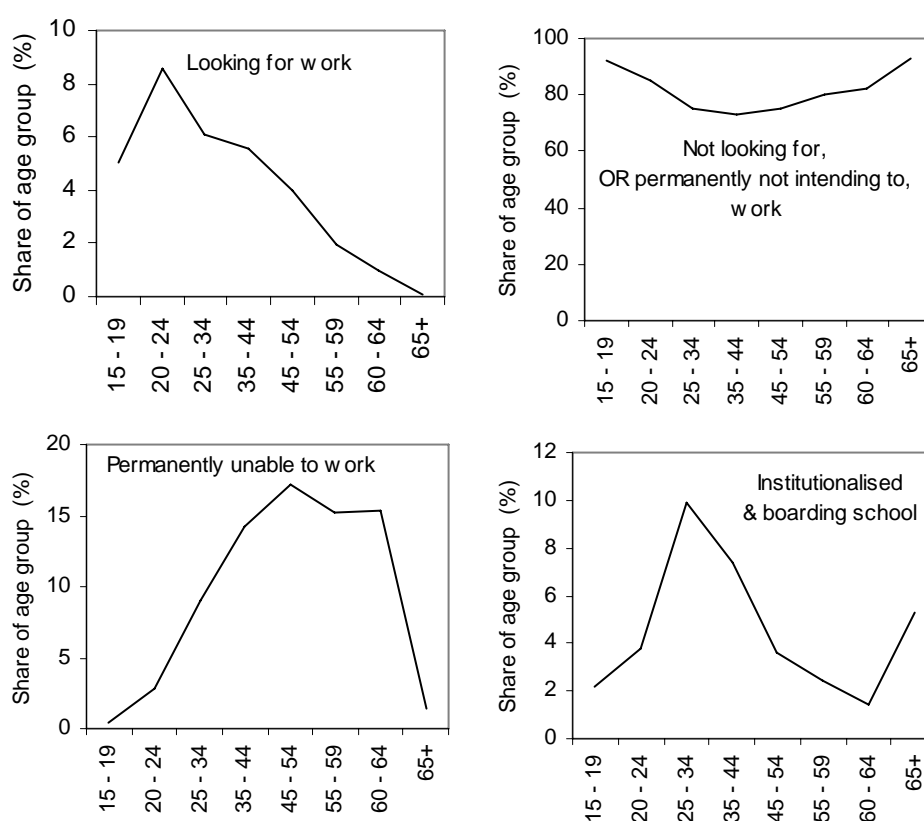 Share of age group (%)
10
8
6
4
2
0
Looking for work
15 - 19
20 - 24
25 - 34
35 - 44
45 - 54
55 - 59
60 - 64
65+
Share of age group (%)
100
80
60
40
20
0
Not looking for,
OR permanently not intending to,
work
15 - 19
20 - 24
25 - 34
35 - 44
45 - 54
55 - 59
60 - 64
65+
Share of age group (%)
20
15
10
5
0
Permanently unable to work
15 - 19
20 - 24
25 - 34
35 - 44
45 - 54
55 - 59
60 - 64
65+
Share of age group (%)
12
10
8
6
4
2
0
Institutionalised
& boarding school
15 - 19
20 - 24
25 - 34
35 - 44
45 - 54
55 - 59
60 - 64
65+